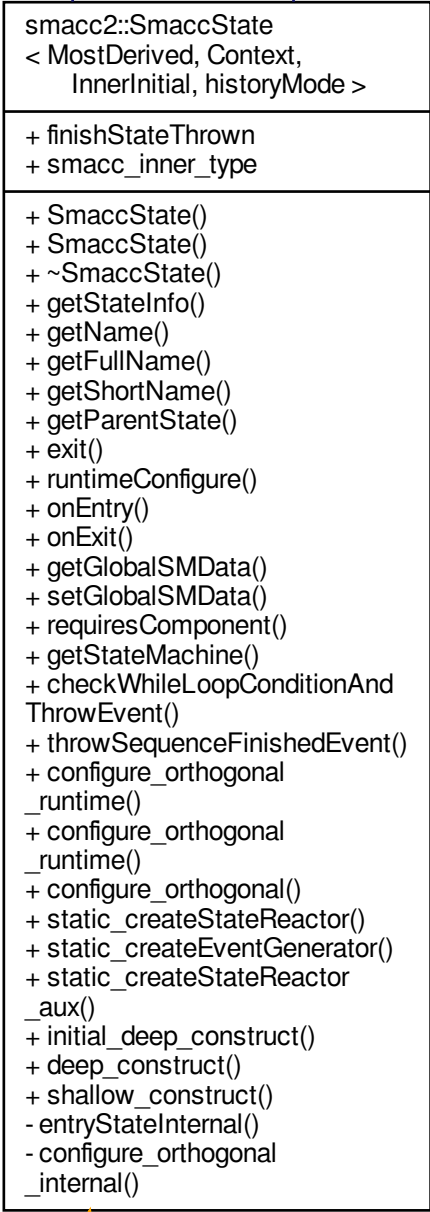 smacc2::SmaccState
< MostDerived, Context,
InnerInitial, historyMode >
+ finishStateThrown
+ smacc_inner_type
+ SmaccState()
+ SmaccState()
+ ~SmaccState()
+ getStateInfo()
+ getName()
+ getFullName()
+ getShortName()
+ getParentState()
+ exit()
+ runtimeConfigure()
+ onEntry()
+ onExit()
+ getGlobalSMData()
+ setGlobalSMData()
+ requiresComponent()
+ getStateMachine()
+ checkWhileLoopConditionAnd
ThrowEvent()
+ throwSequenceFinishedEvent()
+ configure_orthogonal
_runtime()
+ configure_orthogonal
_runtime()
+ configure_orthogonal()
+ static_createStateReactor()
+ static_createEventGenerator()
+ static_createStateReactor
_aux()
+ initial_deep_construct()
+ deep_construct()
+ shallow_construct()
- entryStateInternal()
- configure_orthogonal
_internal()